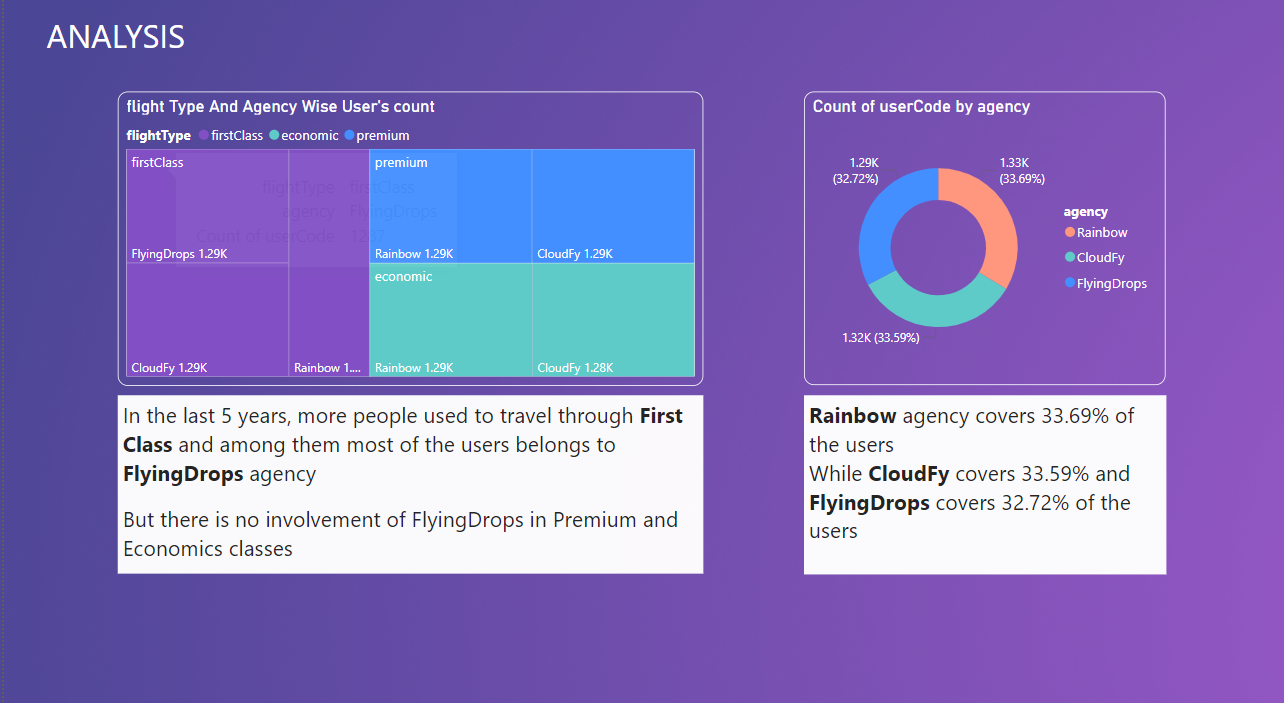 ANALYSIS
flight Type And Agency Wise User's count
flightType firstClass economic premium
firstClass
premium
flightType firstClass
agency FlyingDrops
Count of userCode 1287
FlyingDrops 1.29K
Rainbow 1.29K
CloudFy 1.29K
economic
CloudFy 1.29K
Rainbow 1....
Rainbow 1.29K
CloudFy 1.28K
Count of userCode by agency
1.29K
(32.72%)
1.33K
(33.69%)
agency
Rainbow
CloudFy
FlyingDrops
1.32K (33.59%)
In the last 5 years, more people used to travel through First
Class and among them most of the users belongs to
FlyingDrops agency
But there is no involvement of FlyingDrops in Premium and
Economics classes
Rainbow agency covers 33.69% of
the users
While CloudFy covers 33.59% and
FlyingDrops covers 32.72% of the
users